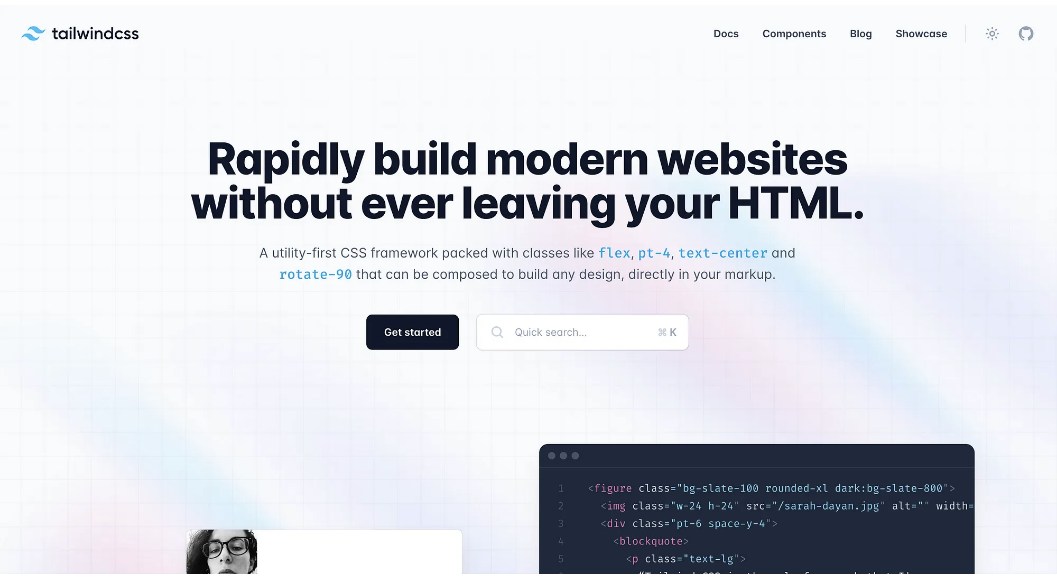 tailwindcss
Docs Components Blog Showcase
Rapidly build modern websites
without ever leaving your HTML.
A utility-first CSS framework packed with classes like flex, pt-4, text-center and
rotate-90 that can be composed to build any design, directly in your markup.
Get started
Quick search... ⌘K
1 <figure class="bg-slate-100 rounded-xl dark:bg-slate-800">
2 <img class="w-24 h-24" src="/sarah-dayan.jpg" alt="" width=
3 <div class="pt-6 space-y-4">
4 <blockquote>
5 <p class="text-lg">